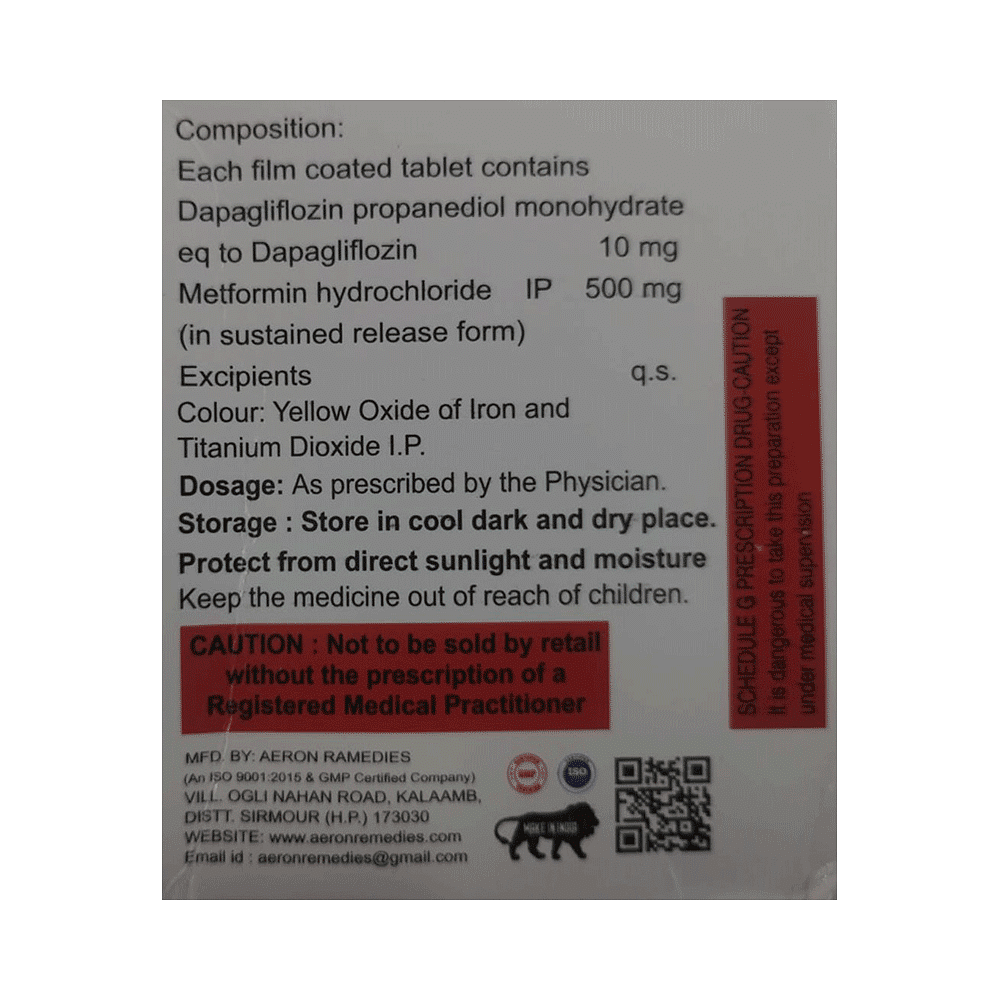 Composition:
Each film coated tablet contains
Dapagliflozin propanediol monohydrate
eq to Dapagliflozin 10 mg
Metformin hydrochloride IP 500 mg
(in sustained release form)
Excipients q.s.
Colour: Yellow Oxide of Iron and
Titanium Dioxide I.P.
Dosage: As prescribed by the Physician.
Storage : Store in cool dark and dry place.
Protect from direct sunlight and moisture
Keep the medicine out of reach of children.
CAUTION : Not to be sold by retail
without the prescription of a
Registered Medical Practitioner
SCHEDULE G PRESCRIPTION DRUG-CAUTION
It is dangerous to take this preparation except
under medical supervision
MFD. BY: AERON RAMEDIES
(An ISO 9001:2015 & GMP Certified Company)
VILL. OGLI NAHAN ROAD, KALAAMB,
DISTT. SIRMOUR (H.P.) 173030
WEBSITE: www.aeronremedies.com
Email id : aeronremedies@gmail.com
ISO
MAKE IN INDIA